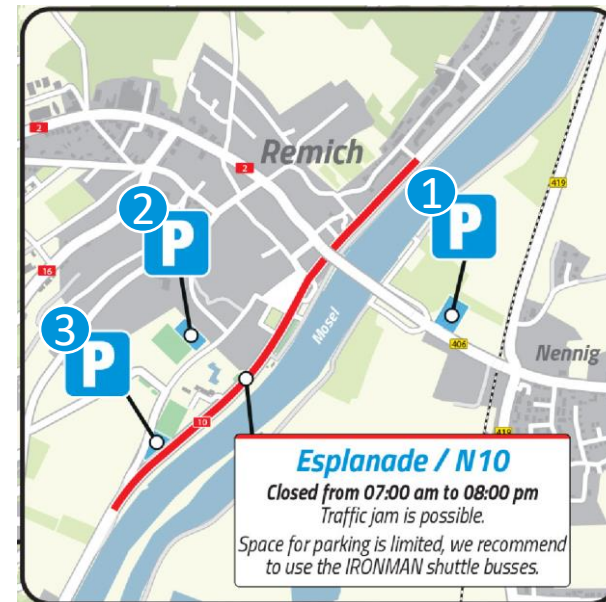 2
Remich
2
419
1
P
2
P
16
3
P
Mosel
406
Nennig
10
419
Esplanade / N10
Closed from 07:00 am to 08:00 pm
Traffic jam is possible.
Space for parking is limited, we recommend
to use the IRONMAN shuttle busses.